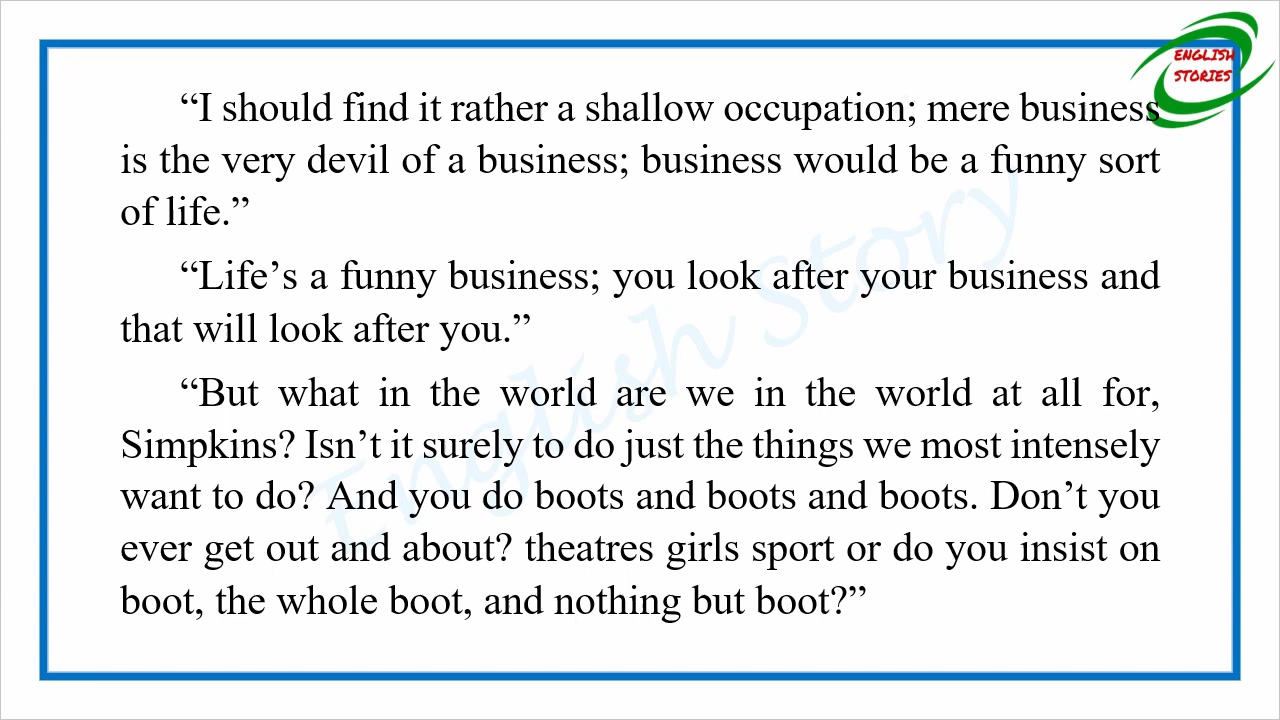 ENGLISH
STORIES
“I should find it rather a shallow occupation; mere business
is the very devil of a business; business would be a funny sort
of life.”
“Life’s a funny business; you look after your business and
that will look after you.”
“But what in the world are we in the world at all for,
Simpkins? Isn’t it surely to do just the things we most intensely
want to do? And you do boots and boots and boots. Don’t you
ever get out and about? theatres girls sport or do you insist on
boot, the whole boot, and nothing but boot?”
English Story